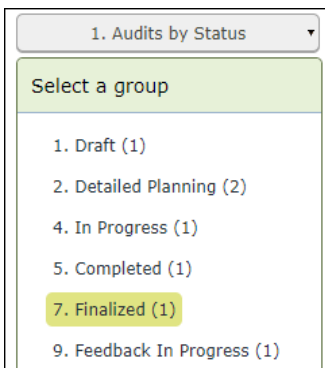 1. Audits by Status
Select a group
1. Draft (1)
2. Detailed Planning (2)
4. In Progress (1)
5. Completed (1)
7. Finalized (1)
9. Feedback In Progress (1)